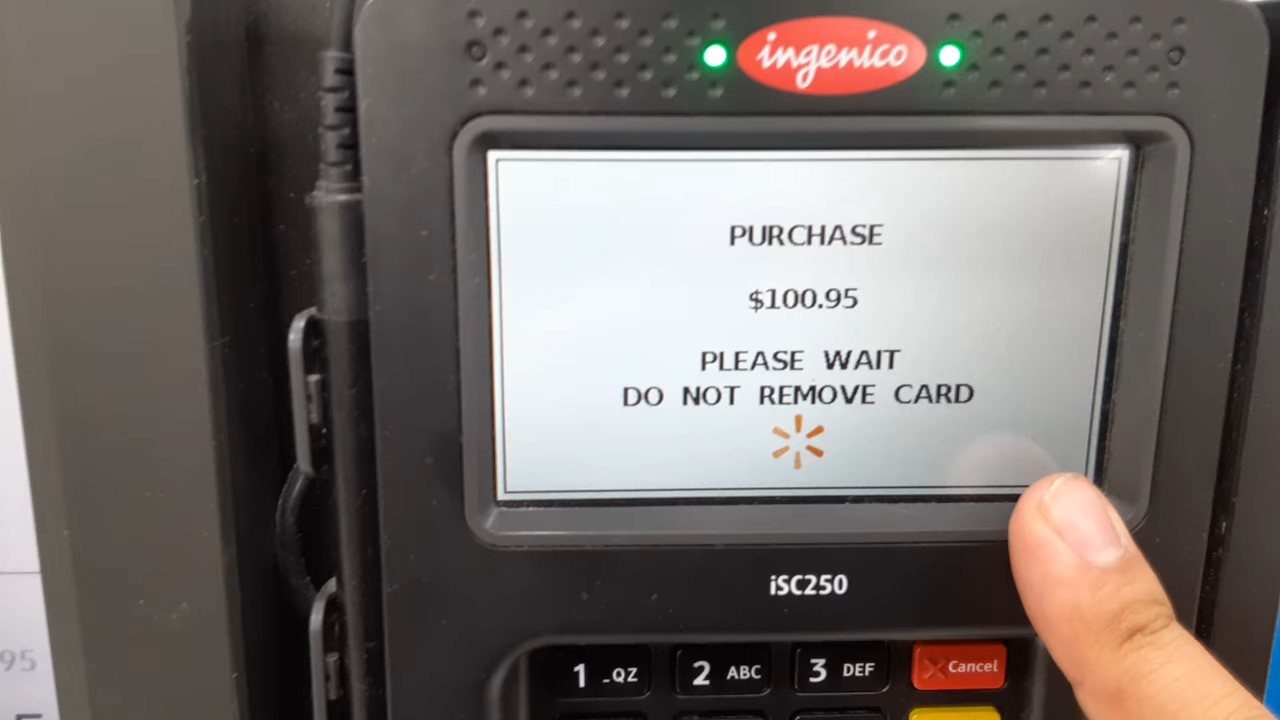 ingenico
PURCHASE
$100.95
PLEASE WAIT
DO NOT REMOVE CARD
iSC250
1 -QZ 2 ABC 3 DEF Cancel
95